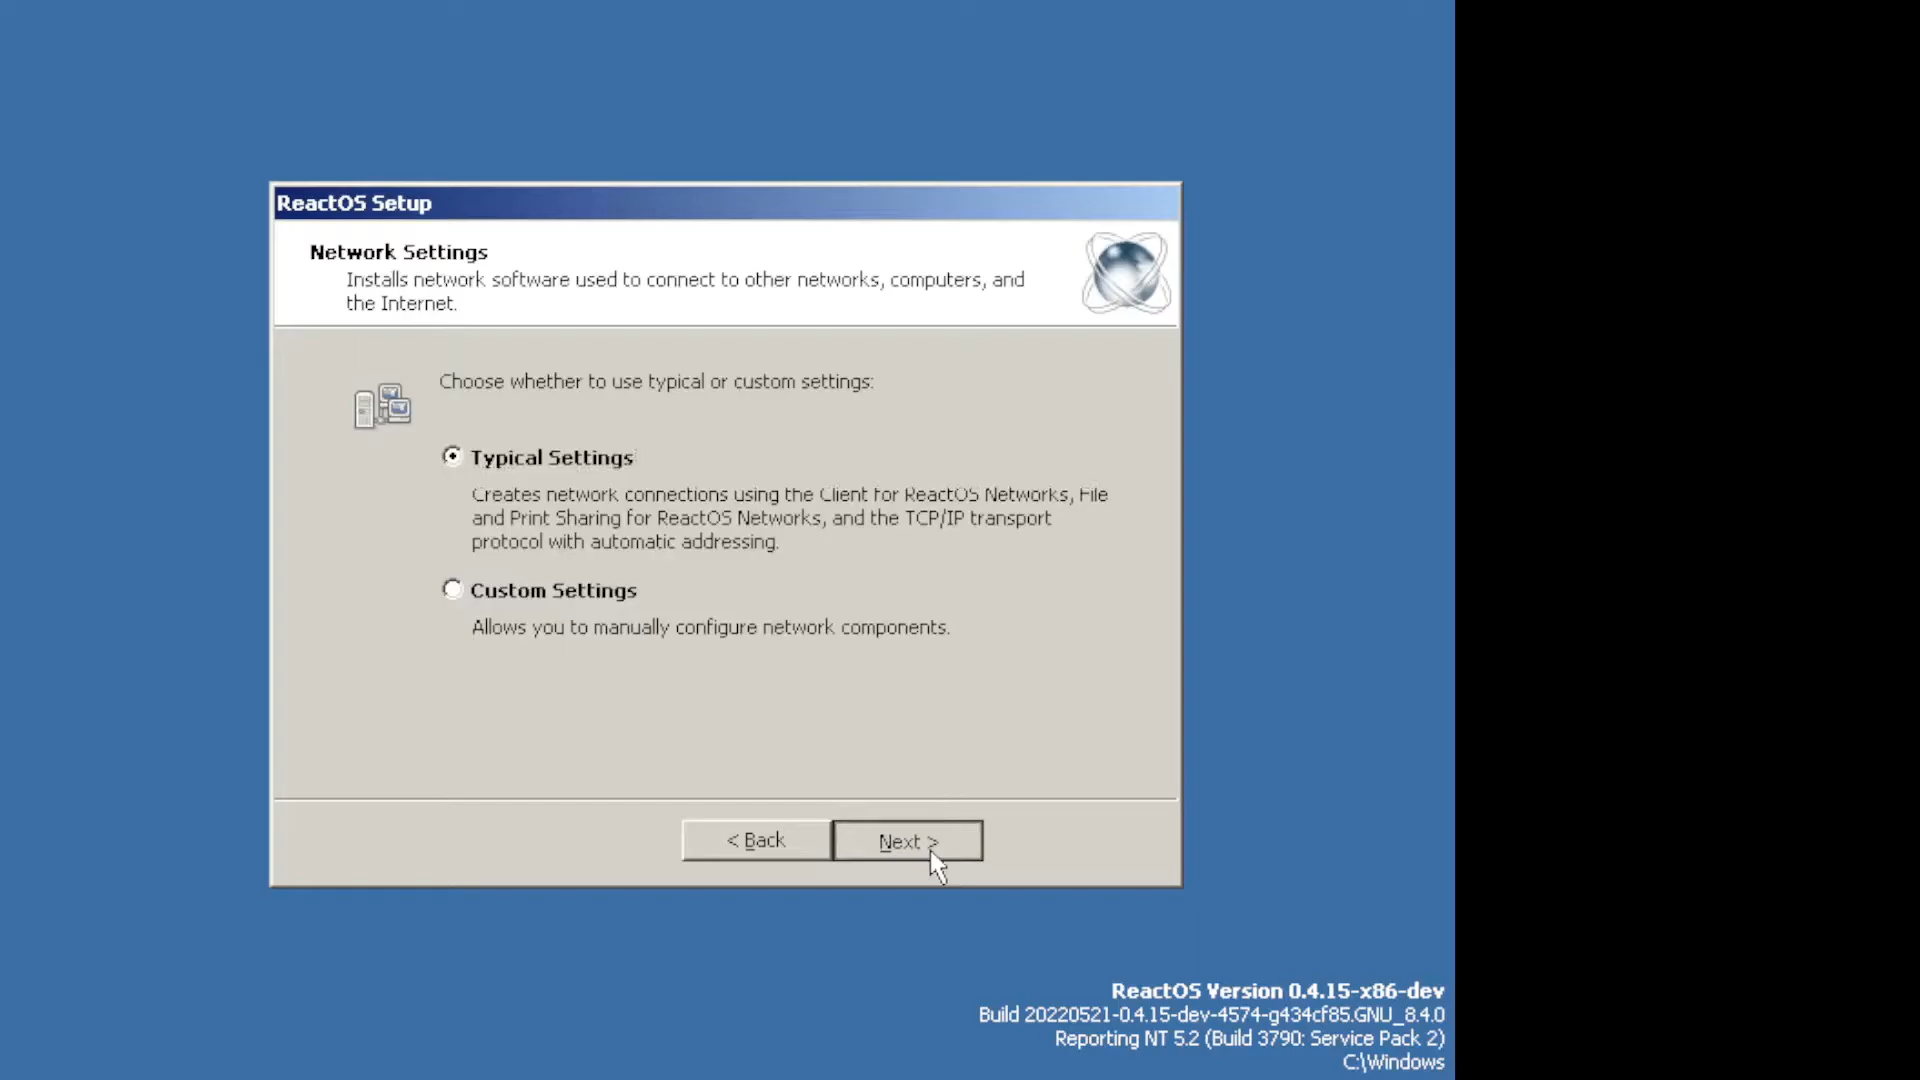 ReactOS Setup
Network Settings
Installs network software used to connect to other networks, computers, and
the Internet.
Choose whether to use typical or custom settings:
Typical Settings
Creates network connections using the Client for ReactOS Networks, File
and Print Sharing for ReactOS Networks, and the TCP/IP transport
protocol with automatic addressing.
Custom Settings
Allows you to manually configure network components.
< Back
Next >
ReactOS Version 0.4.15-x86-dev
Build 20220521-0.4.15-dev-4574-g434cf85.GNU_8.4.0
Reporting NT 5.2 (Build 3790: Service Pack 2)
C:\Windows